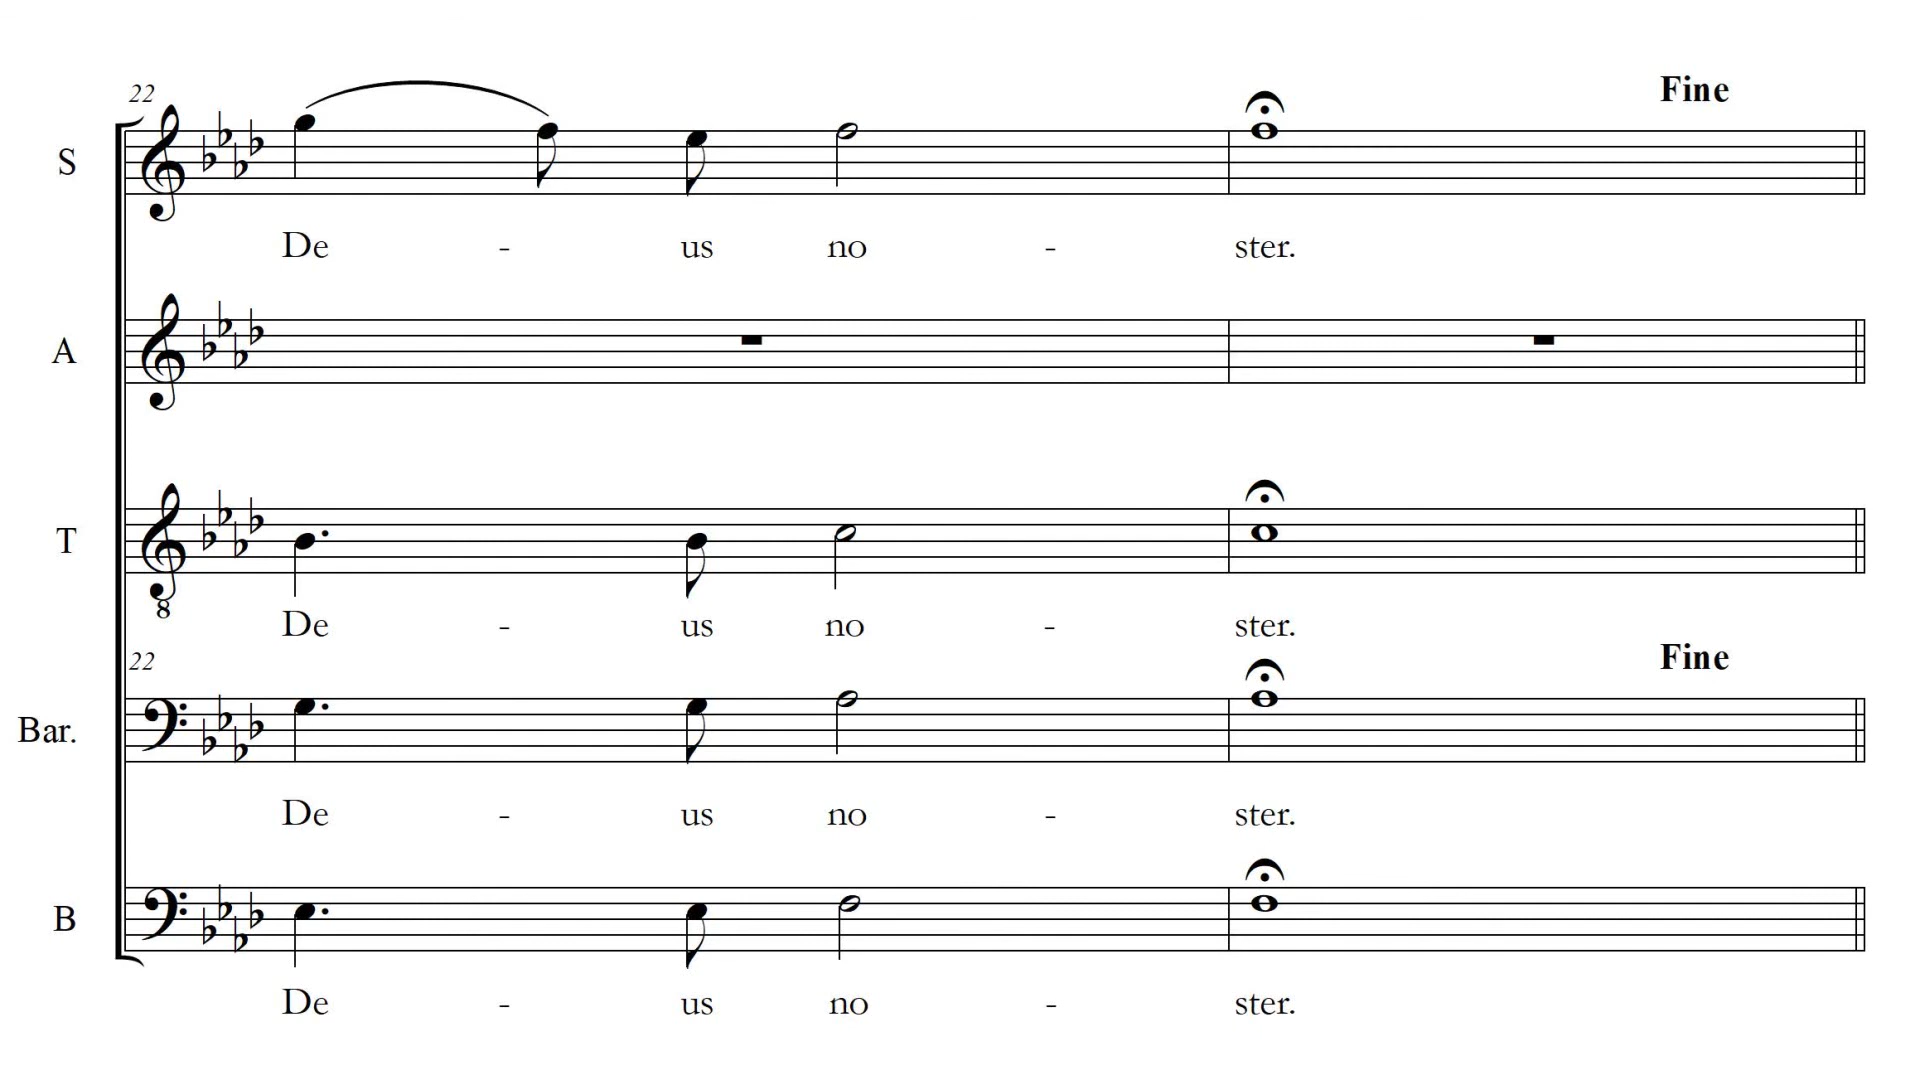 22
Fine
S
De - us no - ster.
A
T
8
De - us no - ster.
22
Fine
Bar.
De - us no - ster.
B
De - us no - ster.